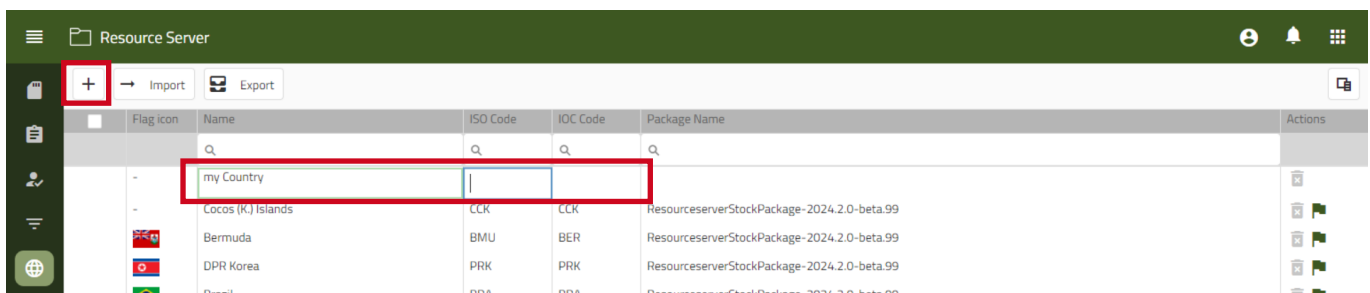 Resource Server
+ → Import Export
Flag icon Name ISO Code IOC Code Package Name Actions
- my Country
- Cocos (K.) Islands CCK CCK ResourceserverStockPackage-2024.2.0-beta.99
Bermuda BMU BER ResourceserverStockPackage-2024.2.0-beta.99
DPR Korea PRK PRK ResourceserverStockPackage-2024.2.0-beta.99